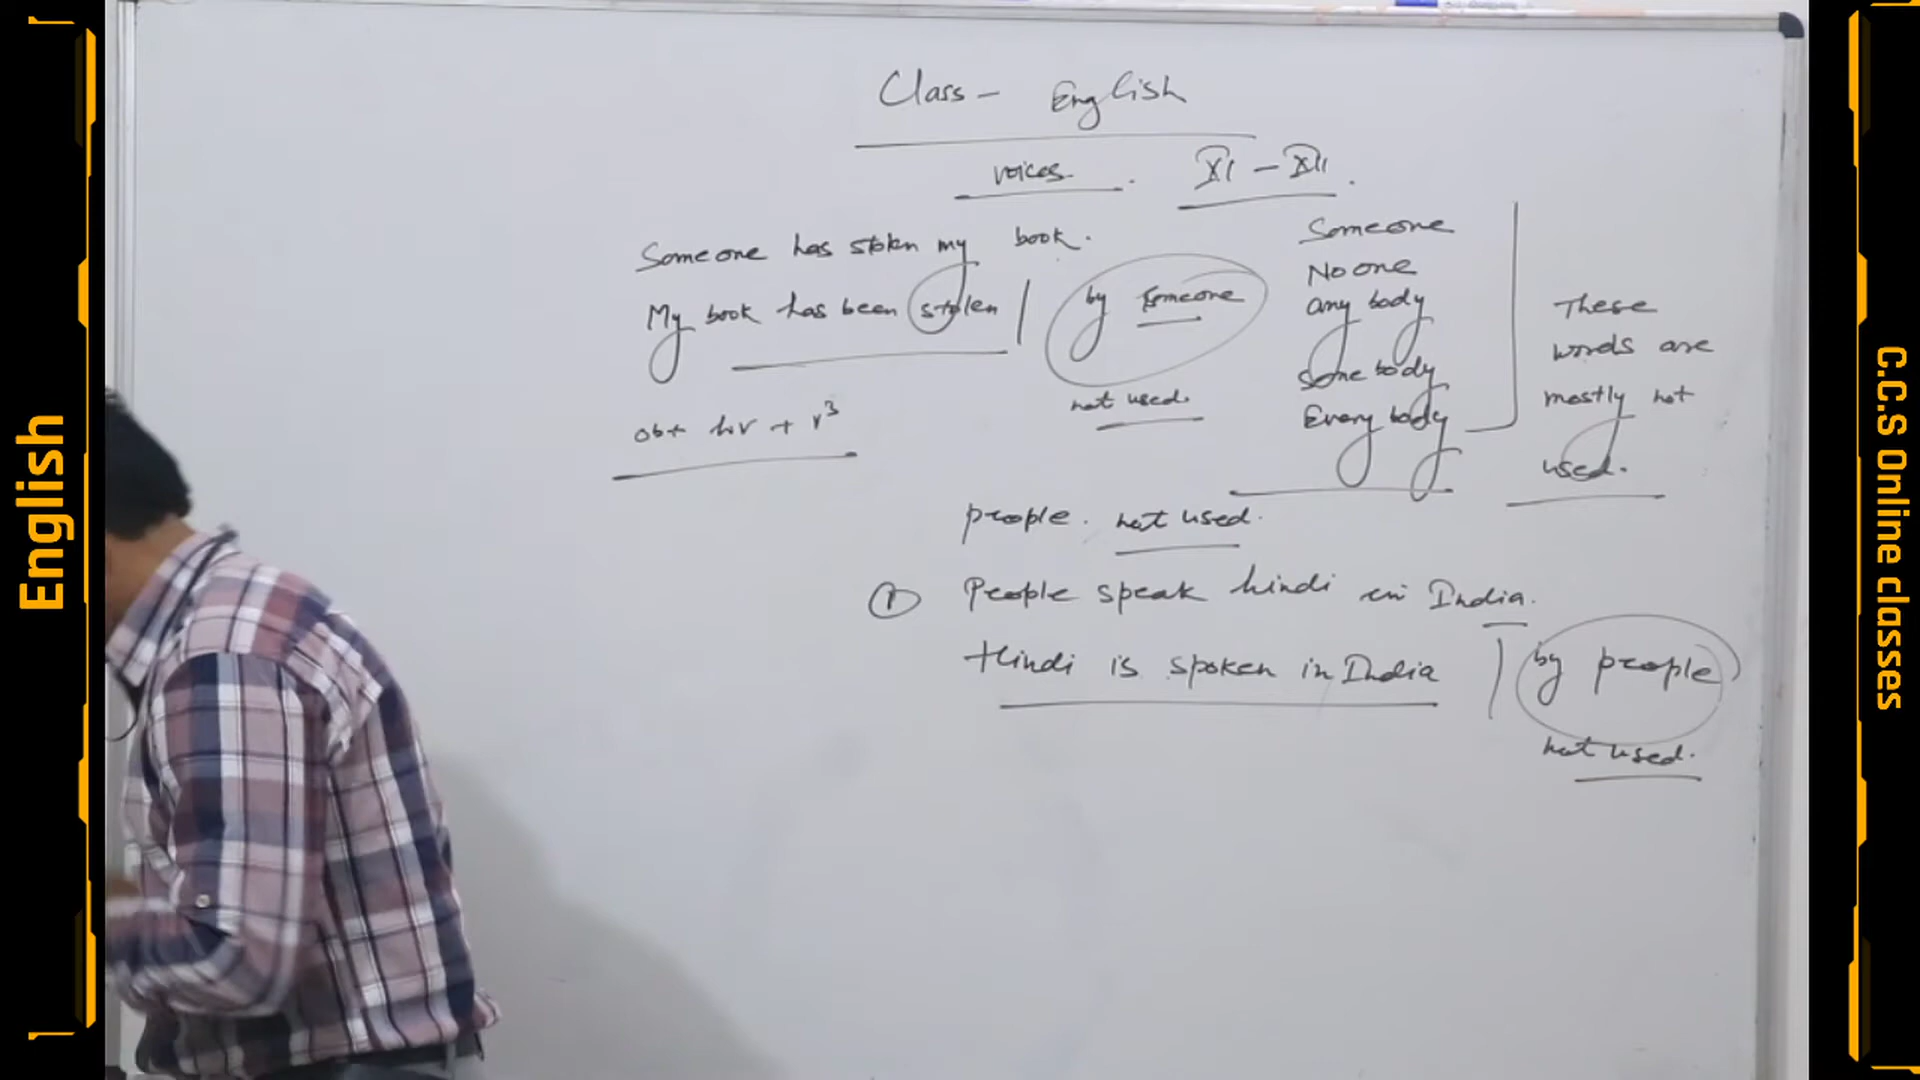 English
Class - English
voices. XI - XII.
Someone has stolen my book.
My book has been stolen | by someone
not used.
ob + hv + v3
Someone
No one
any body
Some body
Every body
These
words are
mostly not
used.
people. not used.
1 People speak hindi in India.
Hindi is spoken in India | by people
not used.
C.C.S Online classes